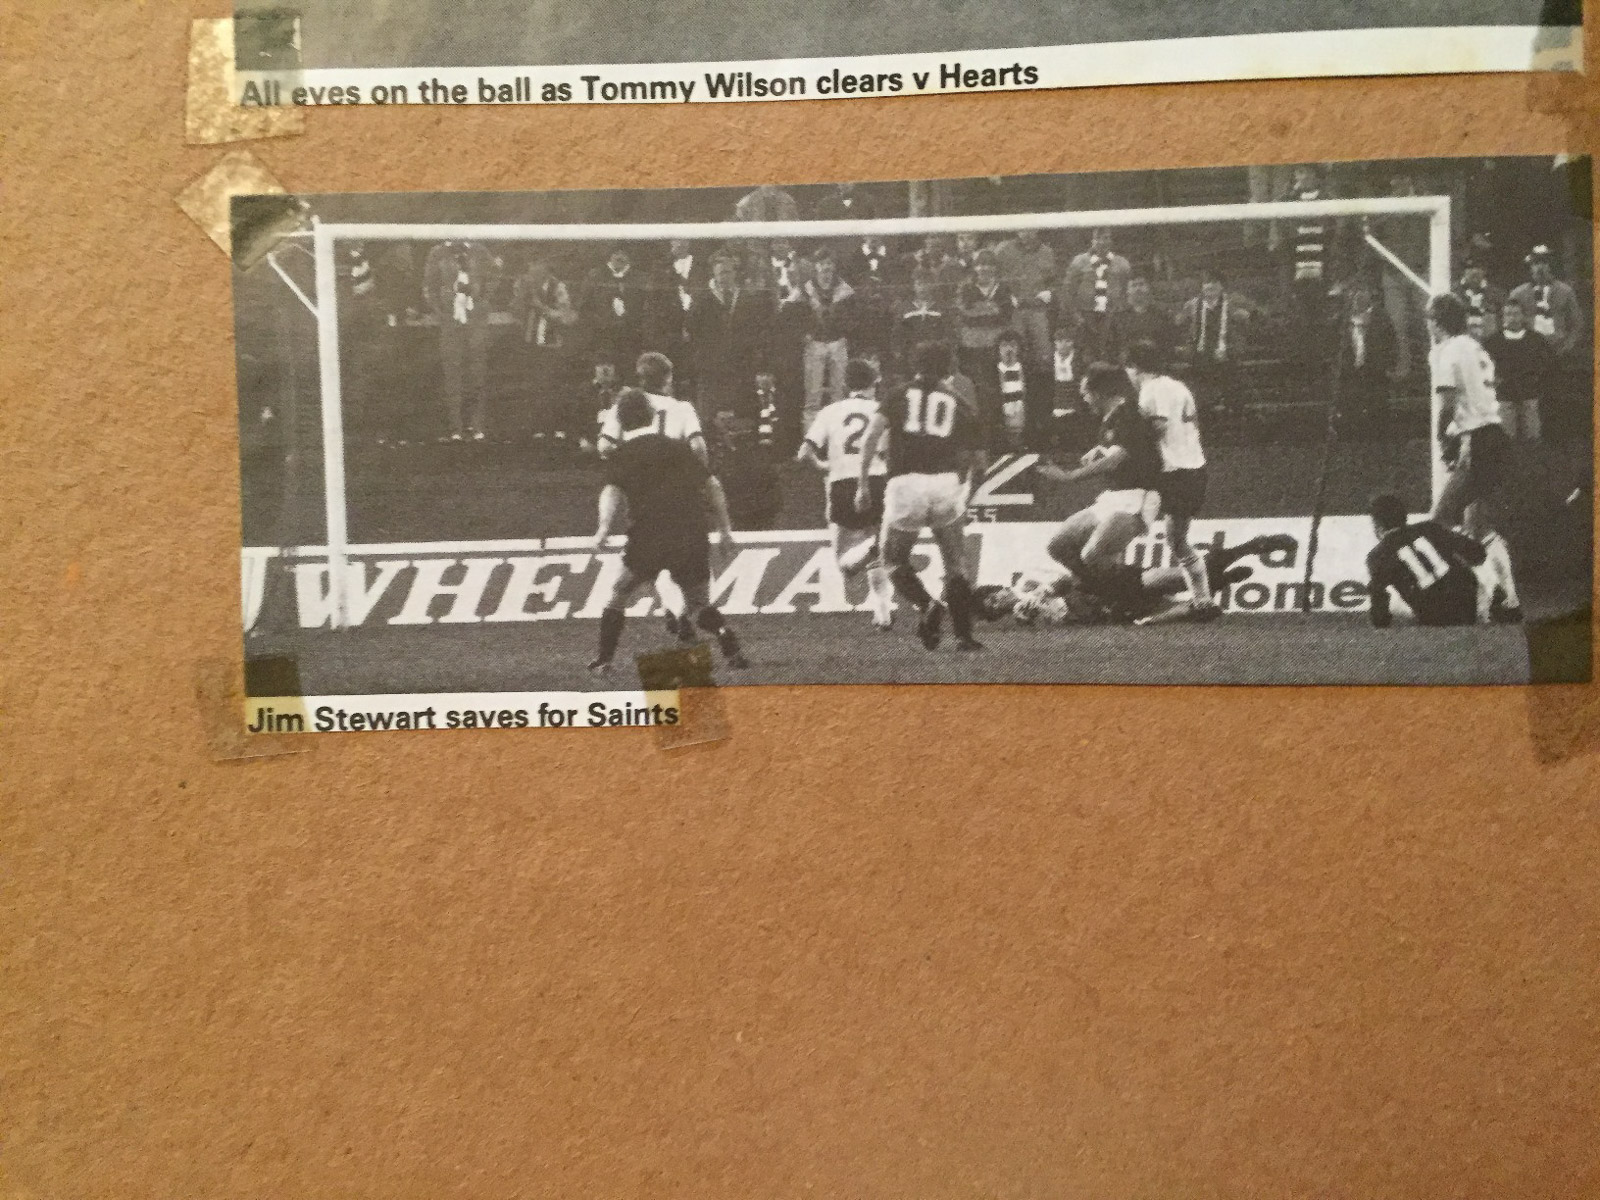 All eyes on the ball as Tommy Wilson clears v Hearts
10
2
11
WHELMAR
ome
Jim Stewart saves for Saints